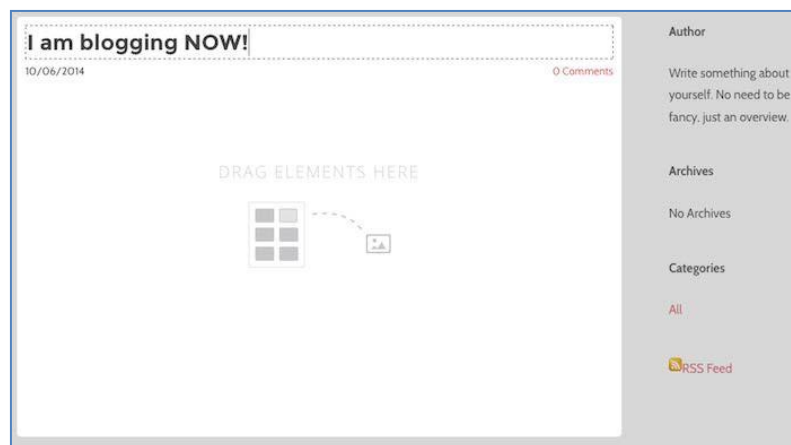 I am blogging NOW!
10/06/2014
0 Comments
DRAG ELEMENTS HERE
Author
Write something about
yourself. No need to be
fancy, just an overview.
Archives
No Archives
Categories
All
RSS Feed